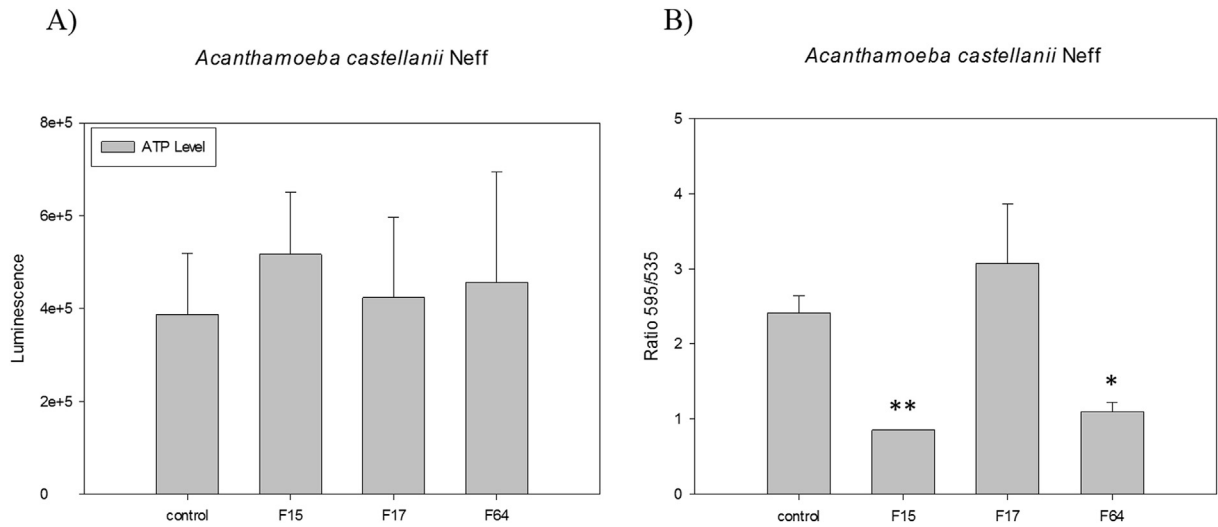 A)
Acanthamoeba castellanii Neff
8e+5
6e+5
4e+5
2e+5
0
Luminescence
ATP Level
control F15 F17 F64
B)
Acanthamoeba castellanii Neff
5
4
3
2
1
0
Ratio 595/535
**
*
control F15 F17 F64